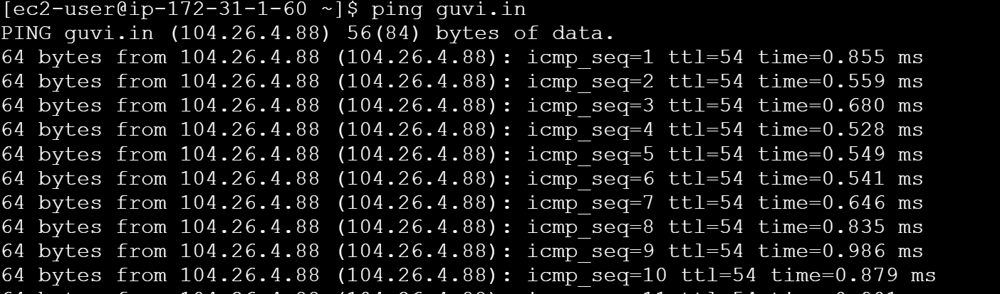 [ec2-user@ip-172-31-1-60 ~]$ ping guvi.in
PING guvi.in (104.26.4.88) 56(84) bytes of data.
64 bytes from 104.26.4.88 (104.26.4.88): icmp_seq=1 ttl=54 time=0.855 ms
64 bytes from 104.26.4.88 (104.26.4.88): icmp_seq=2 ttl=54 time=0.559 ms
64 bytes from 104.26.4.88 (104.26.4.88): icmp_seq=3 ttl=54 time=0.680 ms
64 bytes from 104.26.4.88 (104.26.4.88): icmp_seq=4 ttl=54 time=0.528 ms
64 bytes from 104.26.4.88 (104.26.4.88): icmp_seq=5 ttl=54 time=0.549 ms
64 bytes from 104.26.4.88 (104.26.4.88): icmp_seq=6 ttl=54 time=0.541 ms
64 bytes from 104.26.4.88 (104.26.4.88): icmp_seq=7 ttl=54 time=0.646 ms
64 bytes from 104.26.4.88 (104.26.4.88): icmp_seq=8 ttl=54 time=0.835 ms
64 bytes from 104.26.4.88 (104.26.4.88): icmp_seq=9 ttl=54 time=0.986 ms
64 bytes from 104.26.4.88 (104.26.4.88): icmp_seq=10 ttl=54 time=0.879 ms